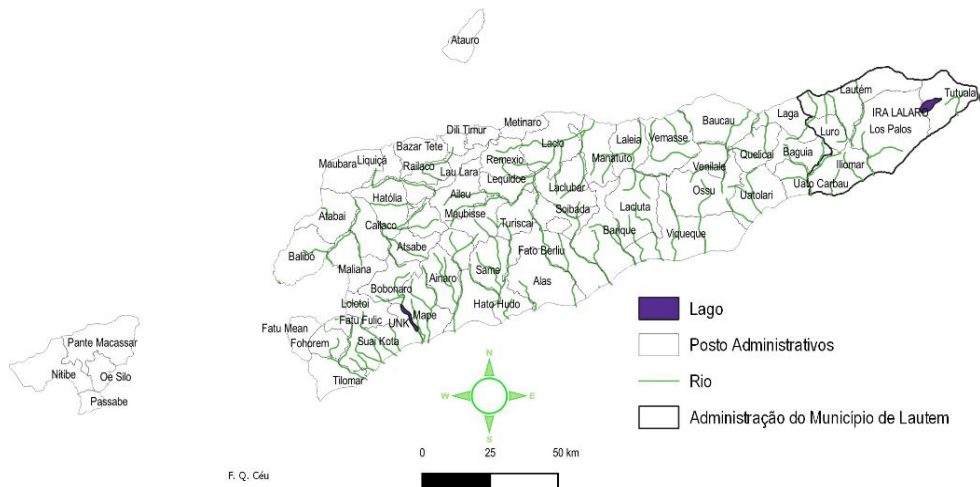 Atauro
Lautém
Tutuala
IRA LALARO
Laga
Baucau
Metinaro
Dili Timur
Luro
Los Palos
Laleia
Vemasse
Bazar Tete
Laclo
Liquiçá
Maubara
Remexio
Manatuto
Quelicai
Baguia
Railaco
Lau Lara
Venilale
Iliomar
Lequidoe
Uato Carbau
Laclubar
Aileu
Ossu
Uatolari
Hatólia
Lacluta
Soibada
Maubisse
Atabai
Turiscai
Cailaco
Barique
Viqueque
Atsabe
Fato Berliu
Balibó
Maliana
Same
Ainaro
Alas
Bobonaro
Lolotoi
Hato Hudo
Mape
Fatu Fulic
UNK
Fatu Mean
Suai Kota
Fohorem
Pante Macassar
Nitibe
Oe Silo
Tilomar
Passabe
Lago
Posto Administrativos
Rio
Administração do Municipio de Lautem
N
W
E
S
0 25 50 km
F. Q. Céu